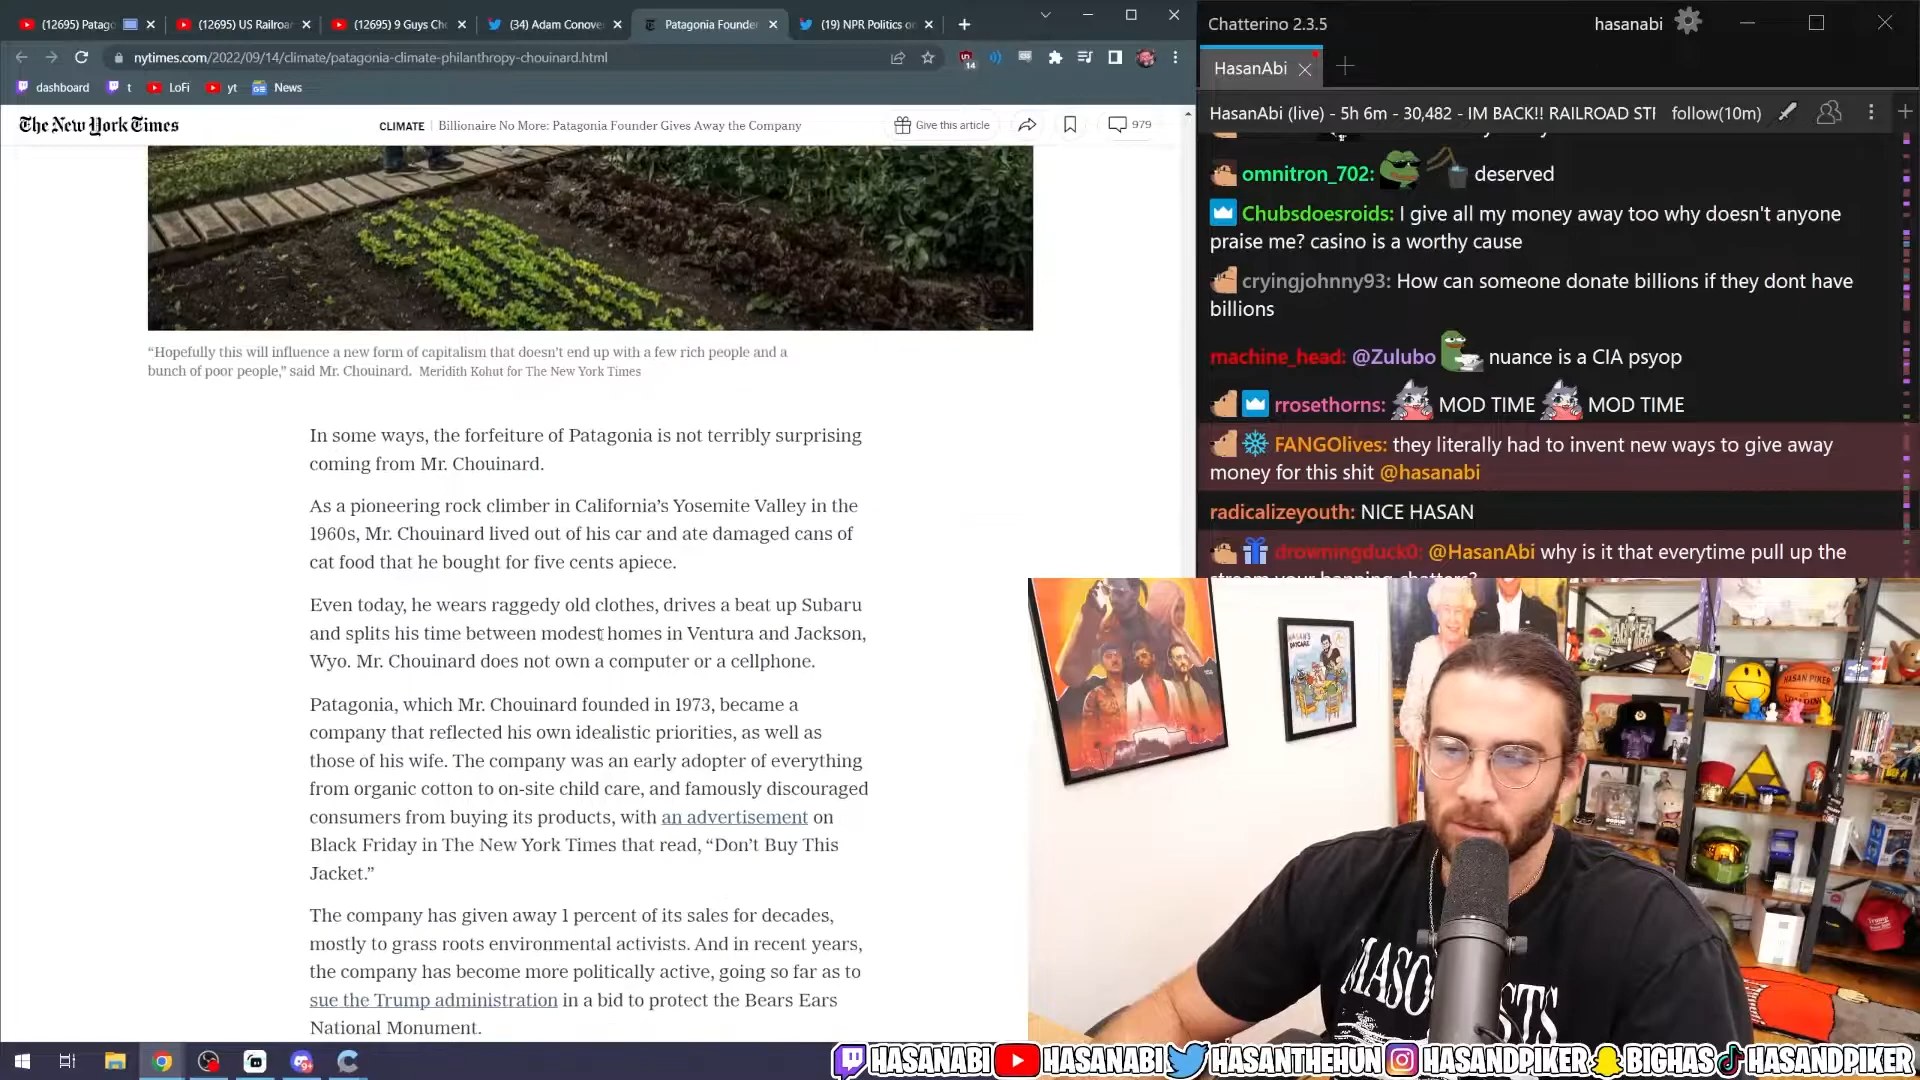 (12695) Patag
(12695) US Railroa
(12695) 9 Guys Ch
(34) Adam Conove
Patagonia Founder
(19) NPR Politics o
nytimes.com/2022/09/14/climate/patagonia-climate-philanthropy-chouinard.html
14
dashboard
t
LoFi
yt
News
The New York Times
CLIMATE | Billionaire No More: Patagonia Founder Gives Away the Company
Give this article
979
“Hopefully this will influence a new form of capitalism that doesn’t end up with a few rich people and a
bunch of poor people,” said Mr. Chouinard. Meridith Kohut for The New York Times
In some ways, the forfeiture of Patagonia is not terribly surprising
coming from Mr. Chouinard.
As a pioneering rock climber in California’s Yosemite Valley in the
1960s, Mr. Chouinard lived out of his car and ate damaged cans of
cat food that he bought for five cents apiece.
Even today, he wears raggedy old clothes, drives a beat up Subaru
and splits his time between modest homes in Ventura and Jackson,
Wyo. Mr. Chouinard does not own a computer or a cellphone.
Patagonia, which Mr. Chouinard founded in 1973, became a
company that reflected his own idealistic priorities, as well as
those of his wife. The company was an early adopter of everything
from organic cotton to on-site child care, and famously discouraged
consumers from buying its products, with an advertisement on
Black Friday in The New York Times that read, “Don’t Buy This
Jacket.”
The company has given away 1 percent of its sales for decades,
mostly to grass roots environmental activists. And in recent years,
the company has become more politically active, going so far as to
sue the Trump administration in a bid to protect the Bears Ears
National Monument.
Chatterino 2.3.5
hasanabi
HasanAbi
HasanAbi (live) - 5h 6m - 30,482 - IM BACK!! RAILROAD STI
follow(10m)
omnitron_702: deserved
Chubsdoesroids: I give all my money away too why doesn't anyone
praise me? casino is a worthy cause
cryingjohnny93: How can someone donate billions if they dont have
billions
machine_head: @Zulubo nuance is a CIA psyop
rrosethorns: MOD TIME MOD TIME
FANGOlives: they literally had to invent new ways to give away
money for this shit @hasanabi
radicalizeyouth: NICE HASAN
drowningduck0: @HasanAbi why is it that everytime pull up the
stream your banning chatters?
HASAN'S
DAYCARE
HASAN PIKER
HASANABI
HASANABI
HASANTHEHUN
HASANDPIKER
BIGHAS
HASANDPIKER